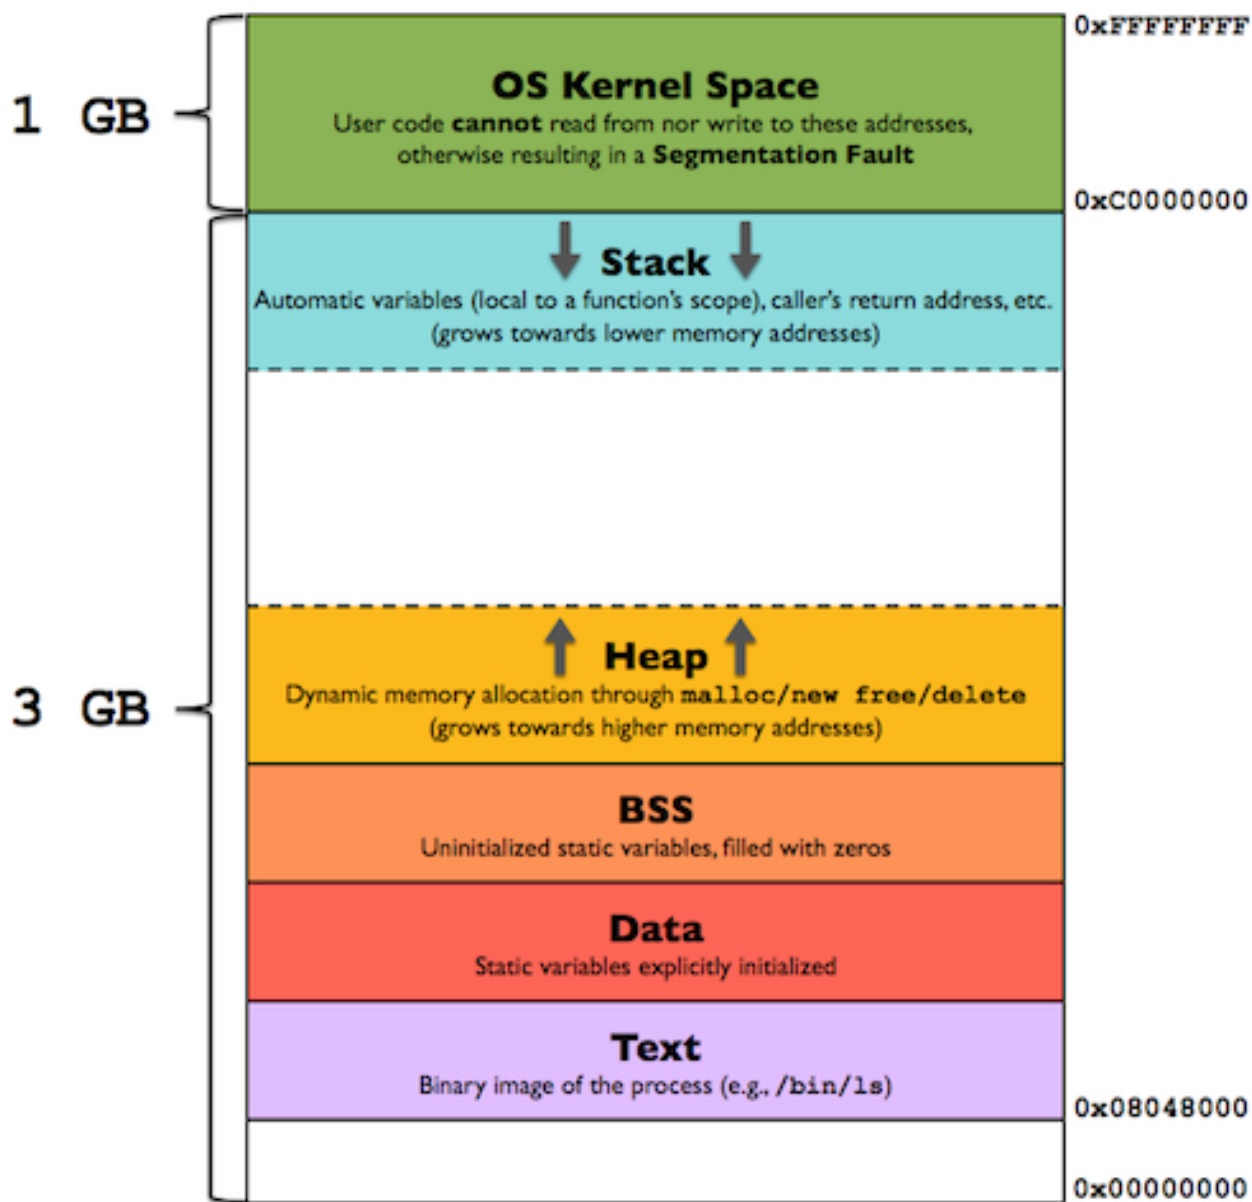 0xFFFFFFFF
OS Kernel Space
1 GB
User code cannot read from nor write to these addresses,
otherwise resulting in a Segmentation Fault
0xC0000000
Stack
Automatic variables (local to a function's scope), caller's return address, etc.
(grows towards lower memory addresses)
Heap
3 GB
Dynamic memory allocation through malloc/new free/delete
(grows towards higher memory addresses)
BSS
Uninitialized static variables, filled with zeros
Data
Static variables explicitly initialized
Text
Binary image of the process (e.g., /bin/ls)
0x08048000
0x00000000